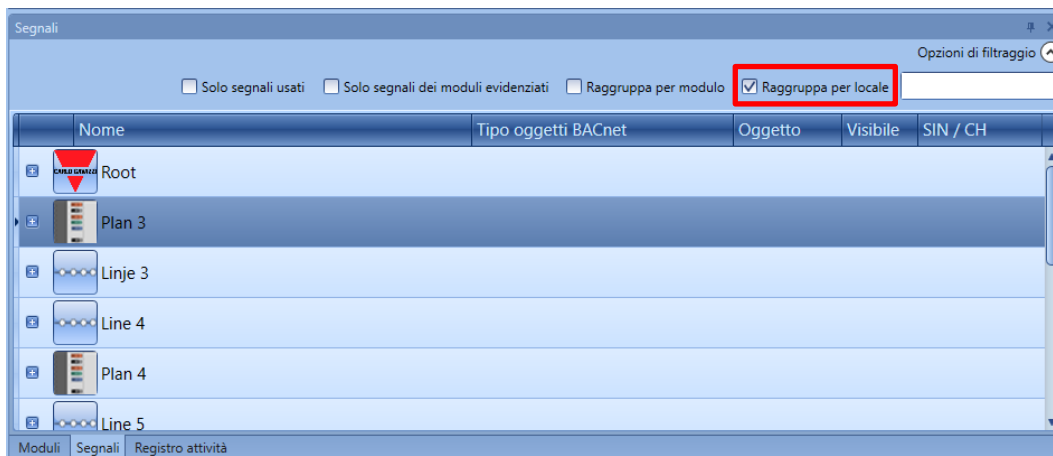 Segnali
Opzioni di filtraggio
Solo segnali usati Solo segnali dei moduli evidenziati Raggruppa per modulo Raggruppa per locale
Nome Tipo oggetti BACnet Oggetto Visibile SIN / CH
CARLO GAVAZZI Root
Plan 3
Linje 3
Line 4
Plan 4
Line 5
Moduli Segnali Registro attività